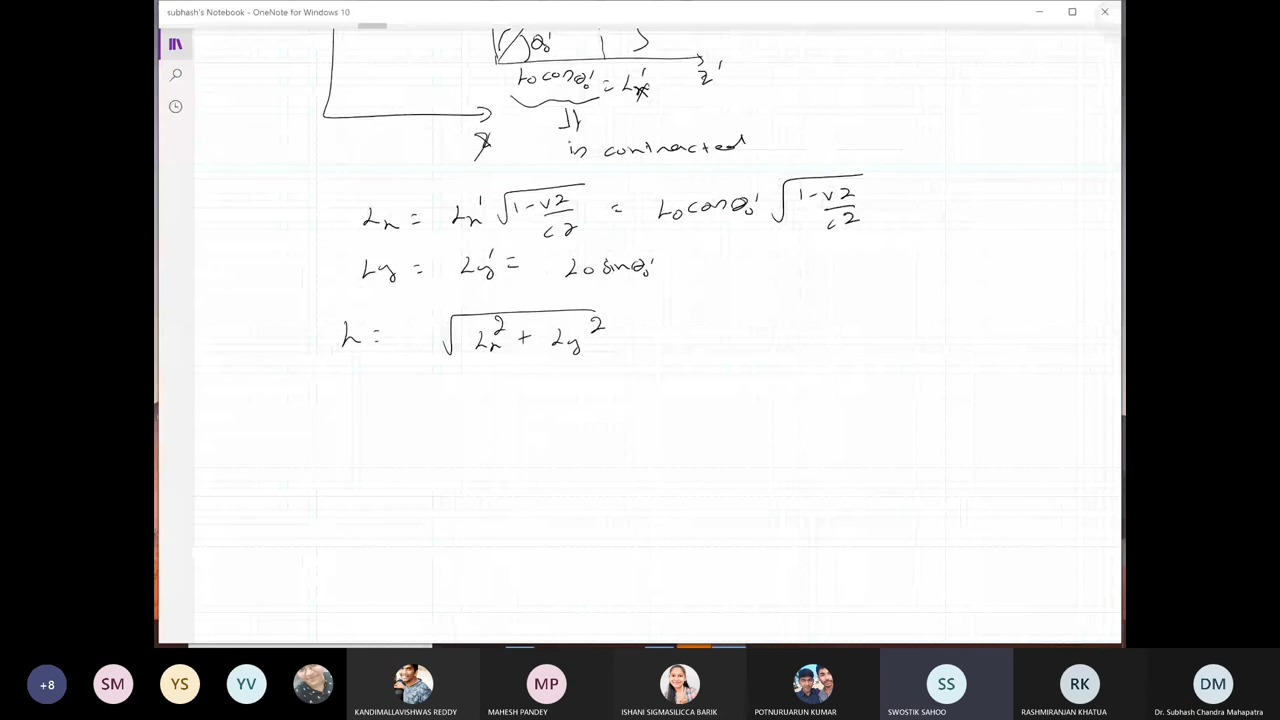 subhash's Notebook - OneNote for Windows 10
θ₀'
L₀cosθ₀' = Lx'
z'
is contracted
Lx = Lx' √(1-v2/c2) = L₀cosθ₀' √(1-v2/c2)
Ly = Ly' = L₀sinθ₀'
L = √(Lx² + Ly²)
+8 SM YS YV MP SS RK DM
KANDIMALLAVISHWAS REDDY MAHESH PANDEY ISHANI SIGMASILICCA BARIK POTNURUARUN KUMAR SWOSTIK SAHOO RASHMIRANJAN KHATUA Dr. Subhash Chandra Mahapatra